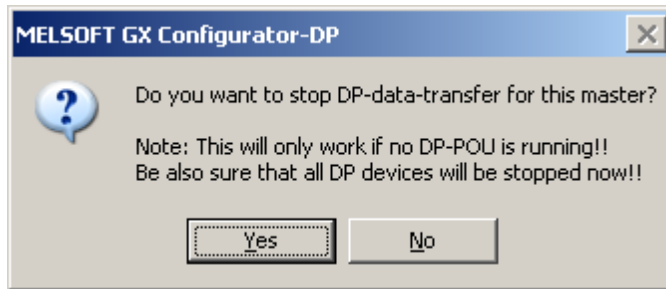 MELSOFT GX Configurator-DP
Do you want to stop DP-data-transfer for this master?
Note: This will only work if no DP-POU is running!!
Be also sure that all DP devices will be stopped now!!
Yes
No